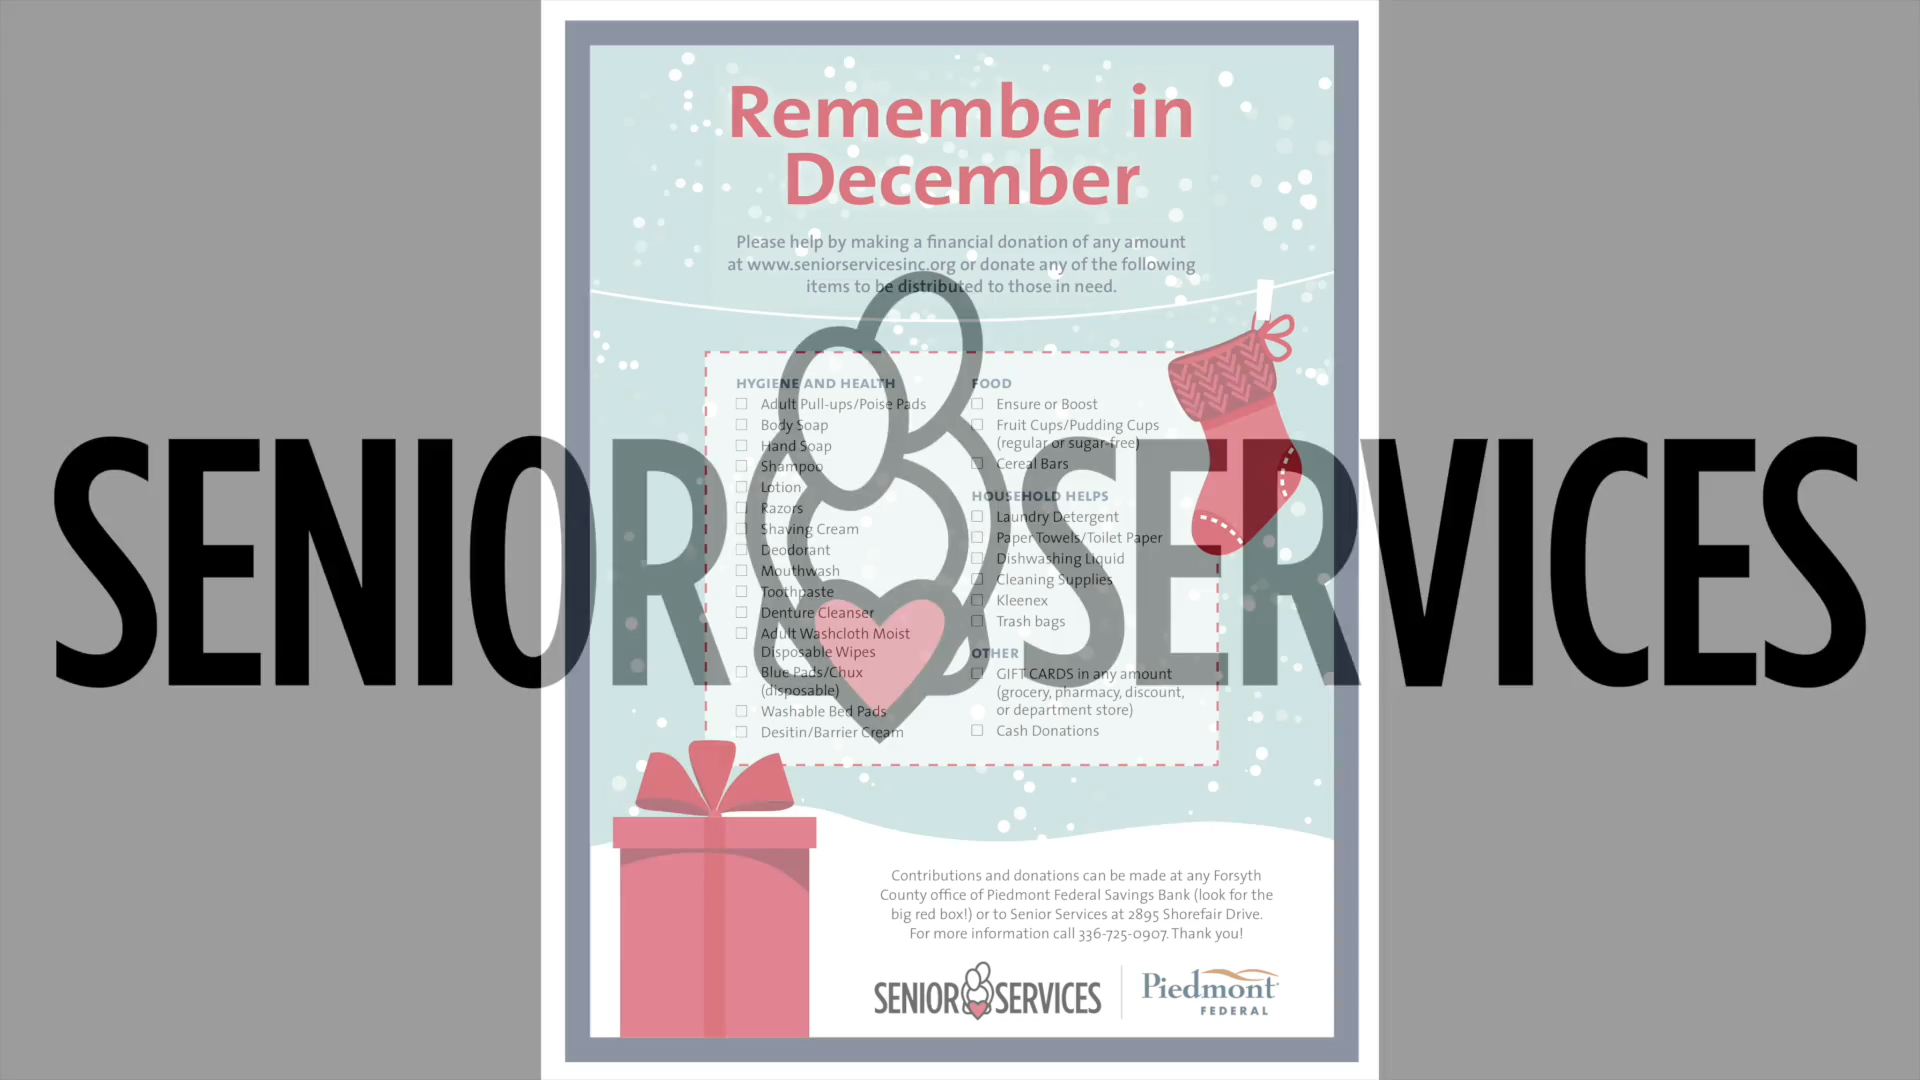 Remember in
December
Please help by making a financial donation of any amount
at www.seniorservicesinc.org or donate any of the following
items to be distributed to those in need.
HYGIENE AND HEALTH
Adult Pull-ups/Poise Pads
Body Soap
Hand Soap
Shampoo
Lotion
Razors
Shaving Cream
Deodorant
Mouthwash
Toothpaste
Denture Cleanser
Adult Washcloth Moist
Disposable Wipes
Blue Pads/Chux
(disposable)
Washable Bed Pads
Desitin/Barrier Cream
FOOD
Ensure or Boost
Fruit Cups/Pudding Cups
(regular or sugar-free)
Cereal Bars
HOUSEHOLD HELPS
Laundry Detergent
Paper Towels/Toilet Paper
Dishwashing Liquid
Cleaning Supplies
Kleenex
Trash bags
OTHER
GIFT CARDS in any amount
(grocery, pharmacy, discount,
or department store)
Cash Donations
SENIOR SERVICES
Contributions and donations can be made at any Forsyth
County office of Piedmont Federal Savings Bank (look for the
big red box!) or to Senior Services at 2895 Shorefair Drive.
For more information call 336-725-0907. Thank you!
SENIOR SERVICES
Piedmont
FEDERAL